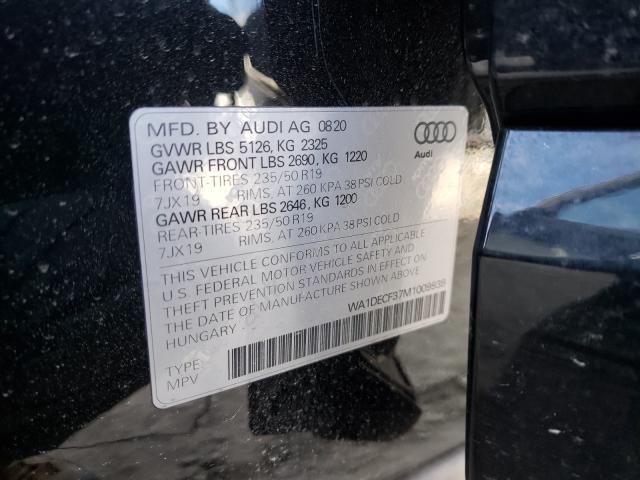 MFD. BY AUDI AG 0820
GVWR LBS 5126, KG 2325
GAWR FRONT LBS 2690, KG 1220
FRONT-TIRES 235/50 R19
7JX19 RIMS, AT 260 KPA 38 PSI COLD
GAWR REAR LBS 2646, KG 1200
REAR-TIRES 235/50 R19
7JX19 RIMS, AT 260 KPA 38 PSI COLD
Audi
THIS VEHICLE CONFORMS TO ALL APPLICABLE
U.S. FEDERAL MOTOR VEHICLE SAFETY AND
THEFT PREVENTION STANDARDS IN EFFECT ON
THE DATE OF MANUFACTURE SHOWN ABOVE.
HUNGARY
WA1DECF37M1009939
TYPE:
MPV